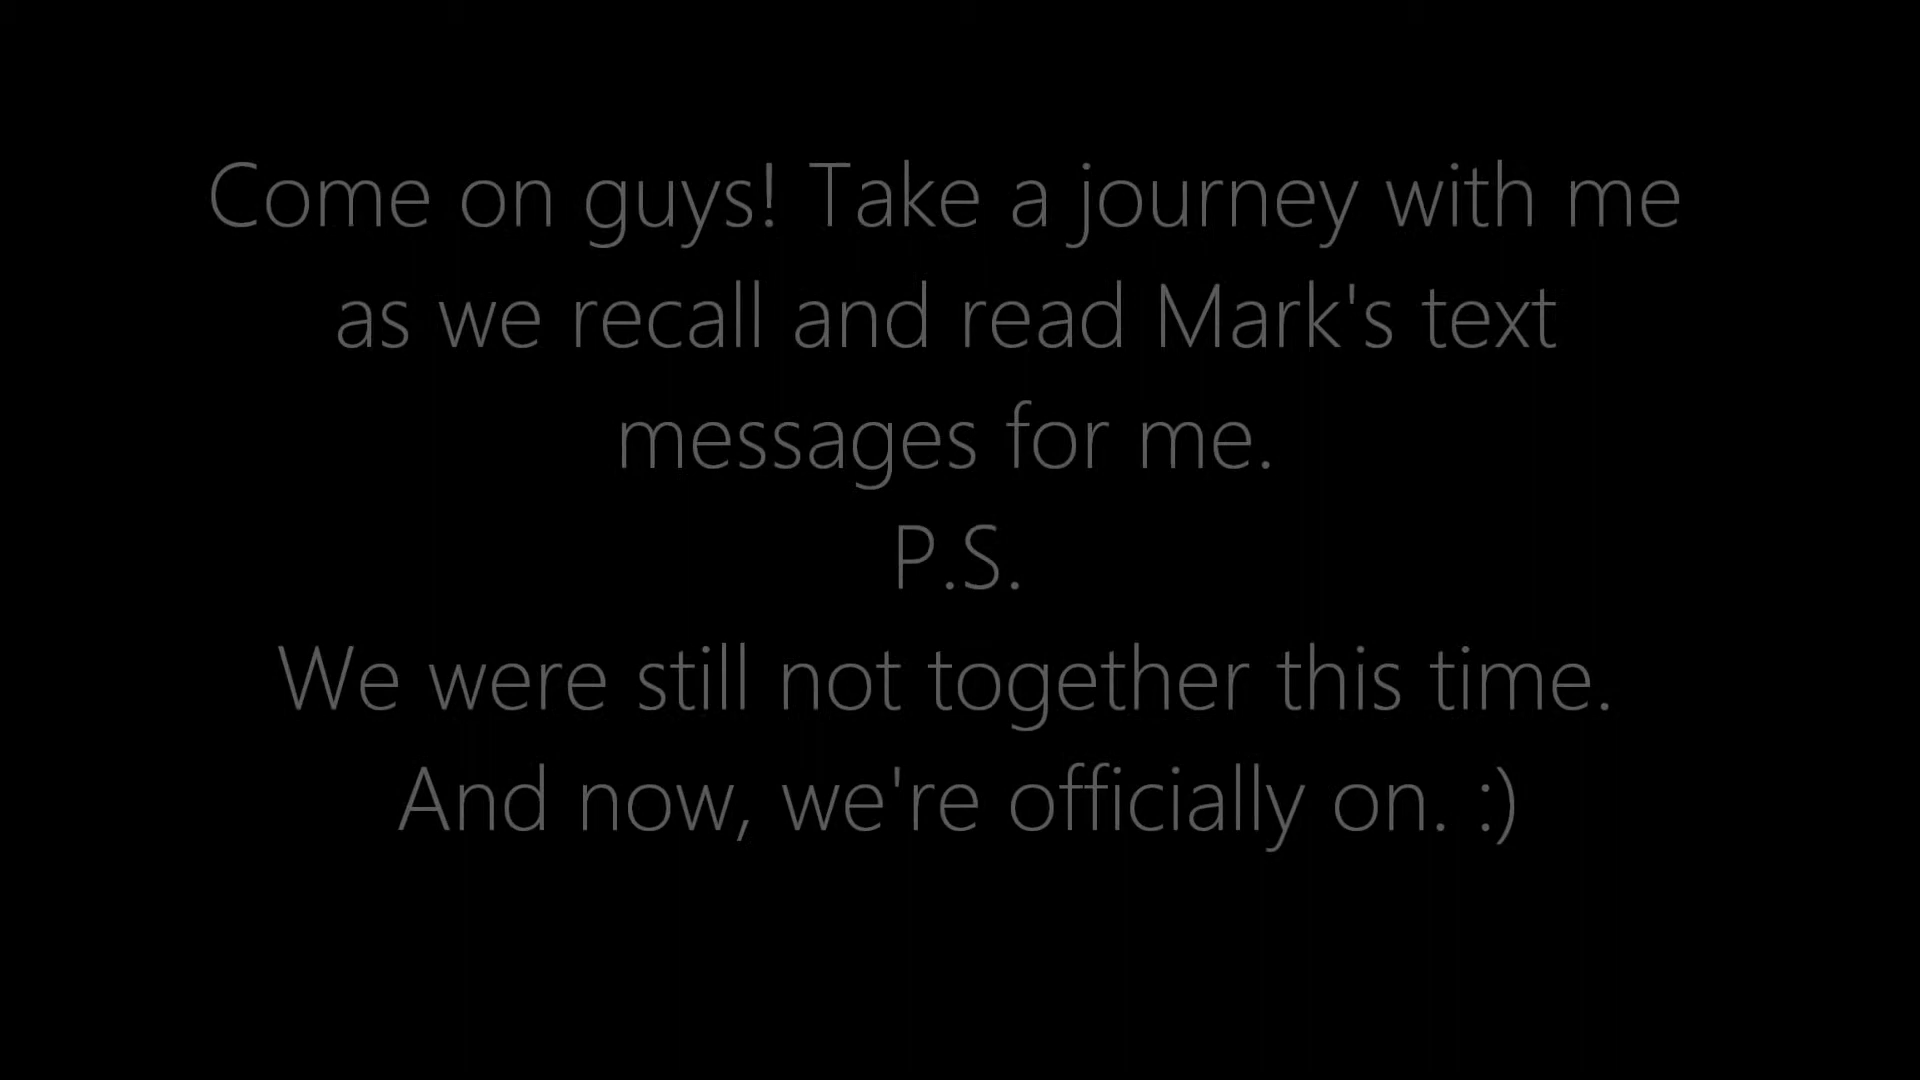 Come on guys! Take a journey with me
as we recall and read Mark's text
messages for me.
P.S.
We were still not together this time.
And now, we're officially on. :)